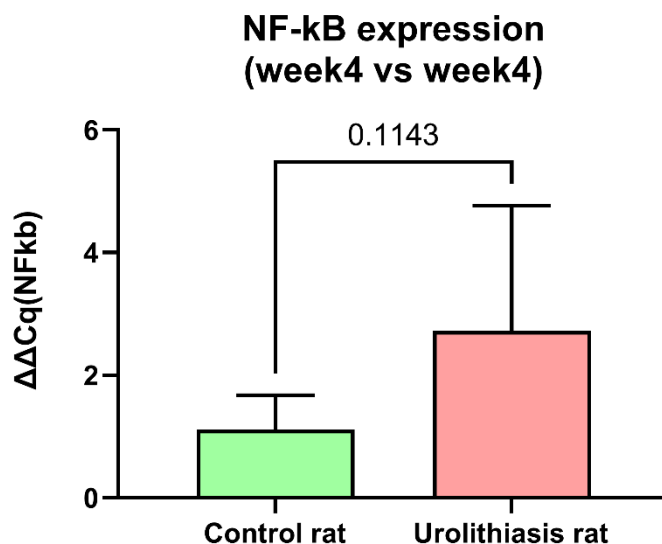 NF-kB expression
(week4 vs week4)
0.1143
6
4
2
0
ΔΔCq(NFkb)
Control rat
Urolithiasis rat